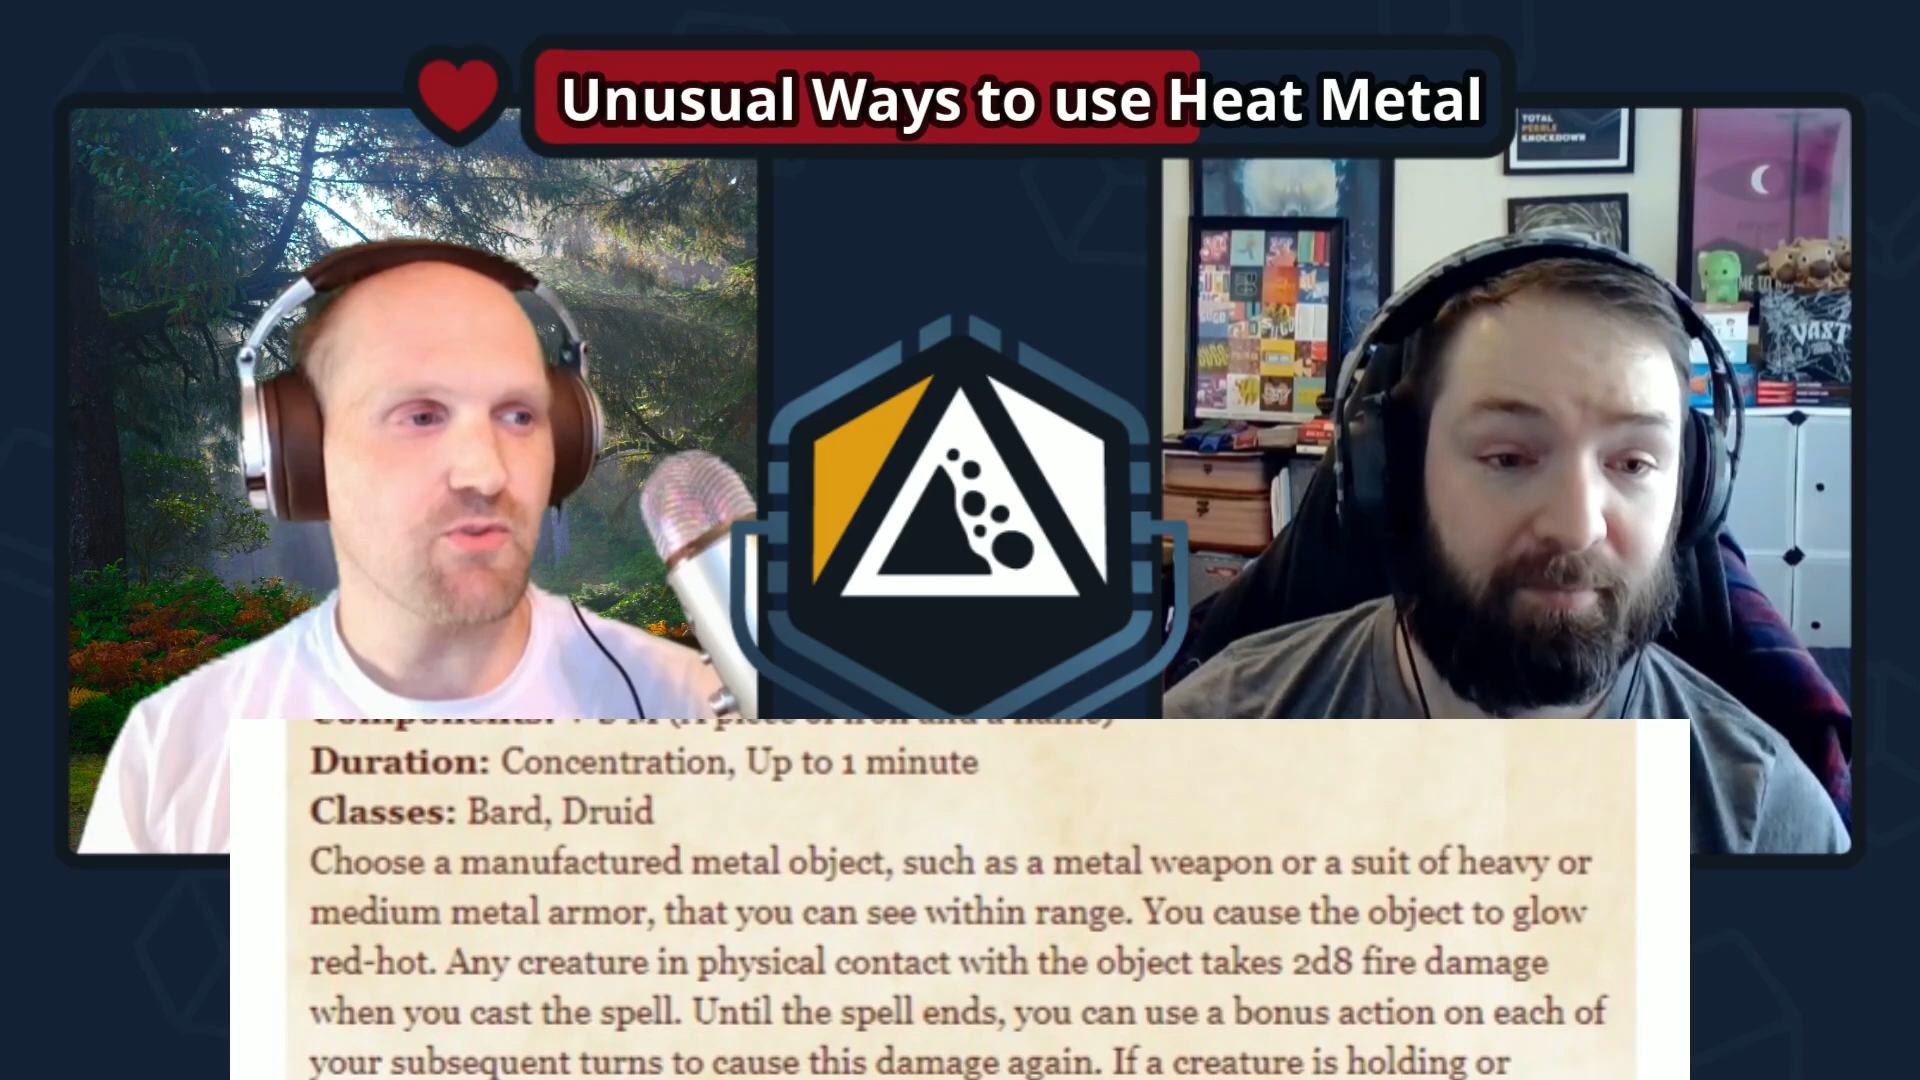 Unusual Ways to use Heat Metal
TOTAL
PEBBLE
KNOCKDOWN
VAST
Duration: Concentration, Up to 1 minute
Classes: Bard, Druid
Choose a manufactured metal object, such as a metal weapon or a suit of heavy or
medium metal armor, that you can see within range. You cause the object to glow
red-hot. Any creature in physical contact with the object takes 2d8 fire damage
when you cast the spell. Until the spell ends, you can use a bonus action on each of
your subsequent turns to cause this damage again. If a creature is holding or